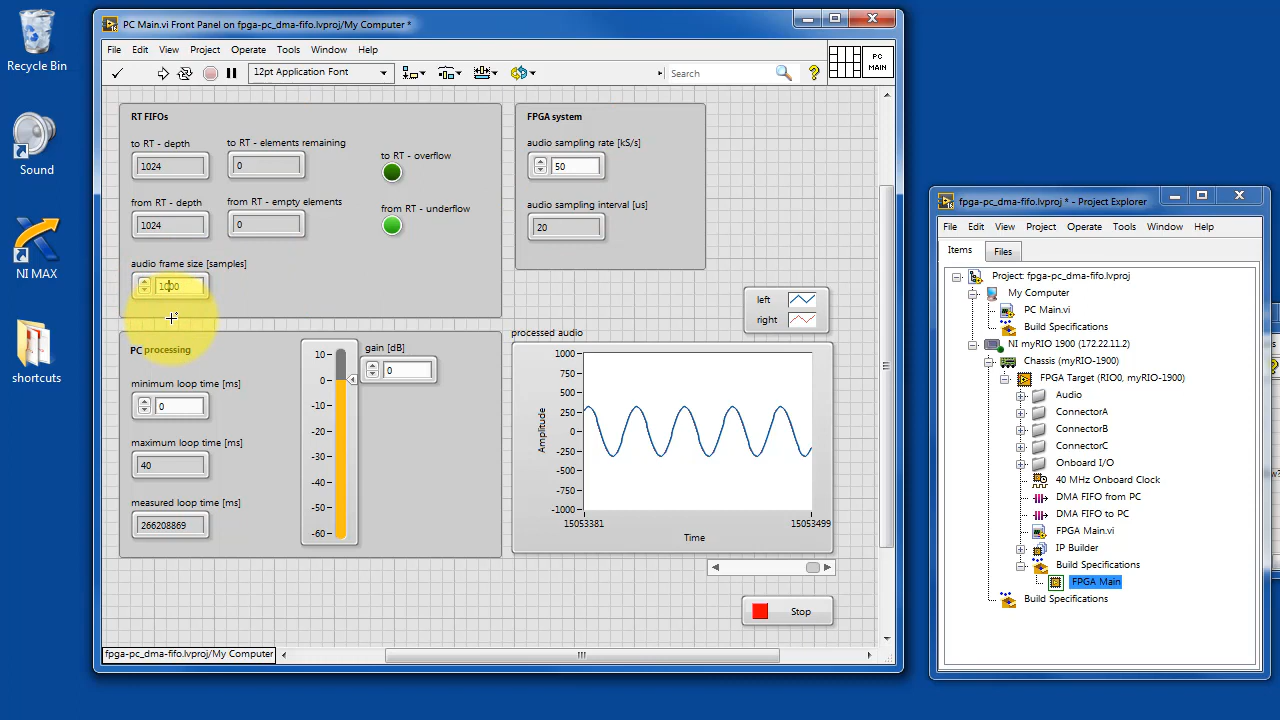 Recycle Bin
Sound
NI MAX
shortcuts
PC Main.vi Front Panel on fpga-pc_dma-fifo.lvproj/My Computer *
File Edit View Project Operate Tools Window Help
12pt Application Font
Search
PC
MAIN
RT FIFOs
to RT - depth
1024
to RT - elements remaining
0
to RT - overflow
from RT - depth
1024
from RT - empty elements
0
from RT - underflow
audio frame size [samples]
1000
FPGA system
audio sampling rate [kS/s]
50
audio sampling interval [us]
20
PC processing
minimum loop time [ms]
0
maximum loop time [ms]
40
measured loop time [ms]
266208869
10
0
-10
-20
-30
-40
-50
-60
gain [dB]
0
left
right
processed audio
Amplitude
1000
750
500
250
0
-250
-500
-750
-1000
15053381
15053499
Time
Stop
fpga-pc_dma-fifo.lvproj/My Computer
fpga-pc_dma-fifo.lvproj * - Project Explorer
File Edit View Project Operate Tools Window Help
Items
Files
Project: fpga-pc_dma-fifo.lvproj
My Computer
PC Main.vi
Build Specifications
NI myRIO 1900 (172.22.11.2)
Chassis (myRIO-1900)
FPGA Target (RIO0, myRIO-1900)
Audio
ConnectorA
ConnectorB
ConnectorC
Onboard I/O
40 MHz Onboard Clock
DMA FIFO from PC
DMA FIFO to PC
FPGA Main.vi
IP Builder
Build Specifications
FPGA Main
Build Specifications